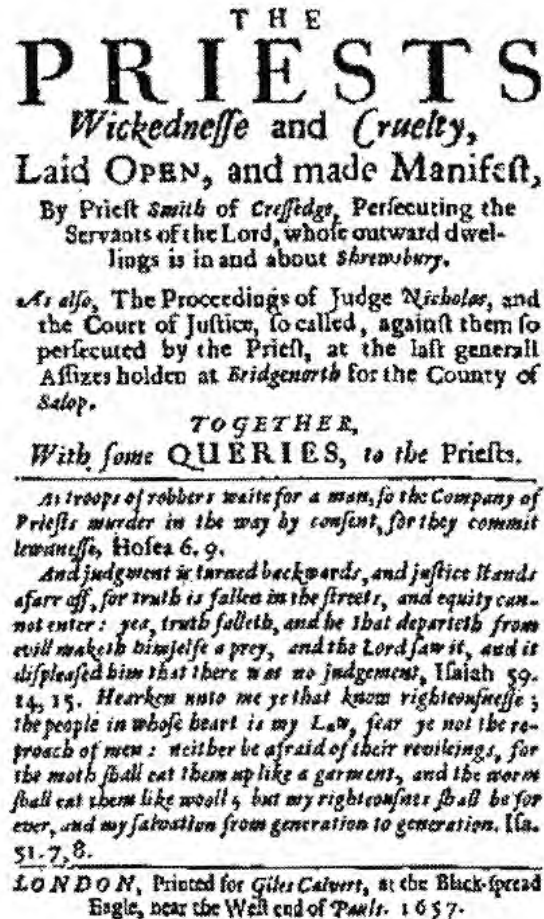 THE
PRIESTS
Wickedneſſe and Cruelty,
Laid OPEN, and made Manifeſt,
By Prieſt Smith of Creſſedge, Perſecuting the
Servants of the Lord, whoſe outward dwel-
lings is in and about Shrewsbury.
As alſo, The Proceedings of Judge Nicholas, and
the Court of Juſtice, ſo called, againſt them ſo
perſecuted by the Prieſt, at the laſt generall
Aſſizes holden at Bridgenorth for the County of
Salop.
TOGETHER,
With ſome QUERIES, to the Prieſts.
As troops of robbers waite for a man, ſo the Company of
Prieſts murder in the way by conſent, for they commit
lewdneſſe, Hoſea 6. 9.
And judgment is turned backwards, and juſtice ſtands
afarr off, for truth is fallen in the ſtreets, and equity can-
not enter: yea, truth faileth, and he that departeth from
evill maketh himſelfe a prey, and the Lord ſaw it, and it
diſpleaſed him that there was no judgement, Iſaiah 59.
14, 15. Hearken unto me ye that know righteouſneſſe;
the people in whoſe heart is my Law, fear ye not the re-
proach of men: neither be afraid of their revileings, for
the moth ſhall eat them up like a garment, and the worm
ſhall eat them like wooll; but my righteouſnes ſhall be for
ever, and my ſalvation from generation to generation. Iſa.
51. 7, 8.
LONDON, Printed for Giles Calvert, at the Black-ſpread
Eagle, near the Weſt end of Pauls. 1657.